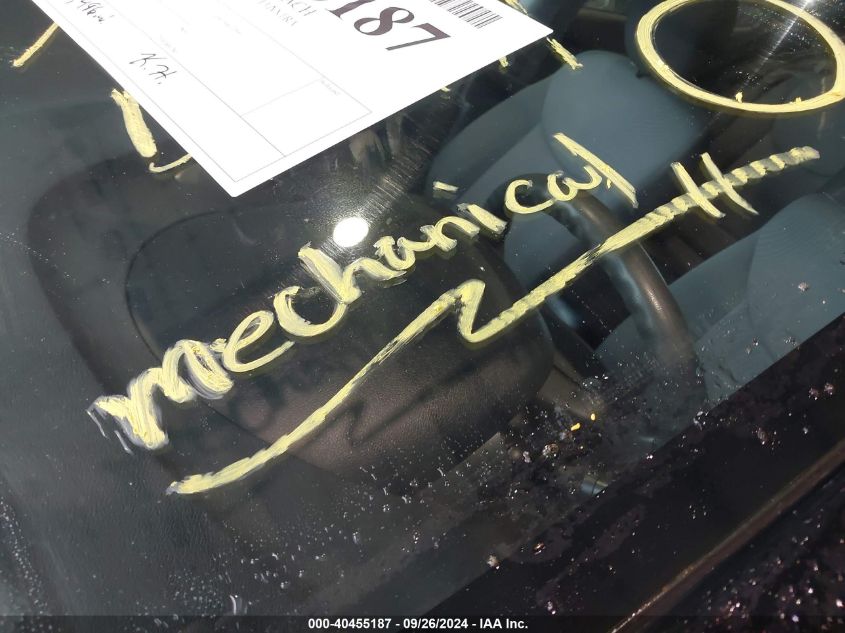 187
K.H.
mechanical
000-40455187 - 09/26/2024 - IAA Inc.